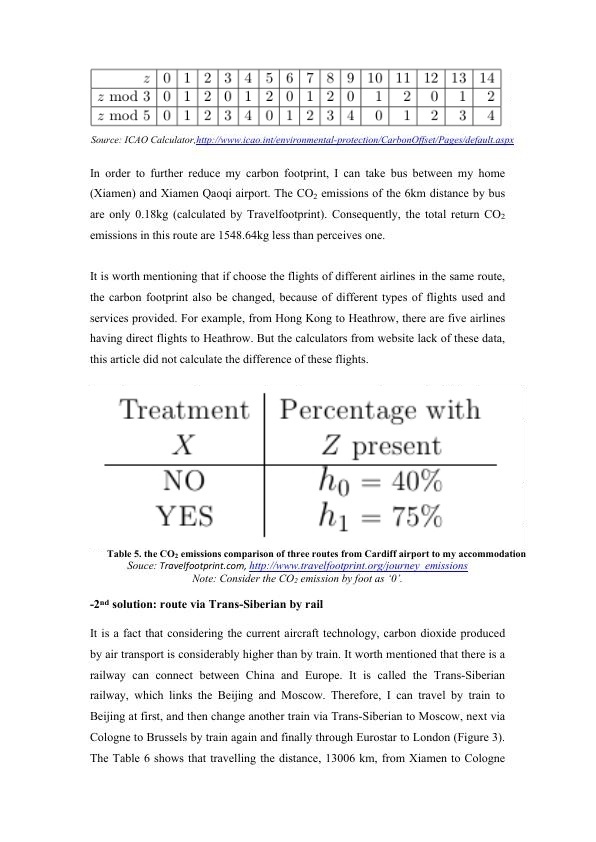 z 0 1 2 3 4 5 6 7 8 9 10 11 12 13 14
z mod 3 0 1 2 0 1 2 0 1 2 0 1 2 0 1 2
z mod 5 0 1 2 3 4 0 1 2 3 4 0 1 2 3 4
Source: ICAO Calculator,http://www.icao.int/environmental-protection/CarbonOffset/Pages/default.aspx
In order to further reduce my carbon footprint, I can take bus between my home
(Xiamen) and Xiamen Qaoqi airport. The CO₂ emissions of the 6km distance by bus
are only 0.18kg (calculated by Travelfootprint). Consequently, the total return CO₂
emissions in this route are 1548.64kg less than perceives one.
It is worth mentioning that if choose the flights of different airlines in the same route,
the carbon footprint also be changed, because of different types of flights used and
services provided. For example, from Hong Kong to Heathrow, there are five airlines
having direct flights to Heathrow. But the calculators from website lack of these data,
this article did not calculate the difference of these flights.
Treatment Percentage with
X Z present
NO h₀ = 40%
YES h₁ = 75%
Table 5. the CO₂ emissions comparison of three routes from Cardiff airport to my accommodation
Souce: Travelfootprint.com, http://www.travelfootprint.org/journey_emissions
Note: Consider the CO₂ emission by foot as ‘0’.
-2ⁿᵈ solution: route via Trans-Siberian by rail
It is a fact that considering the current aircraft technology, carbon dioxide produced
by air transport is considerably higher than by train. It worth mentioned that there is a
railway can connect between China and Europe. It is called the Trans-Siberian
railway, which links the Beijing and Moscow. Therefore, I can travel by train to
Beijing at first, and then change another train via Trans-Siberian to Moscow, next via
Cologne to Brussels by train again and finally through Eurostar to London (Figure 3).
The Table 6 shows that travelling the distance, 13006 km, from Xiamen to Cologne